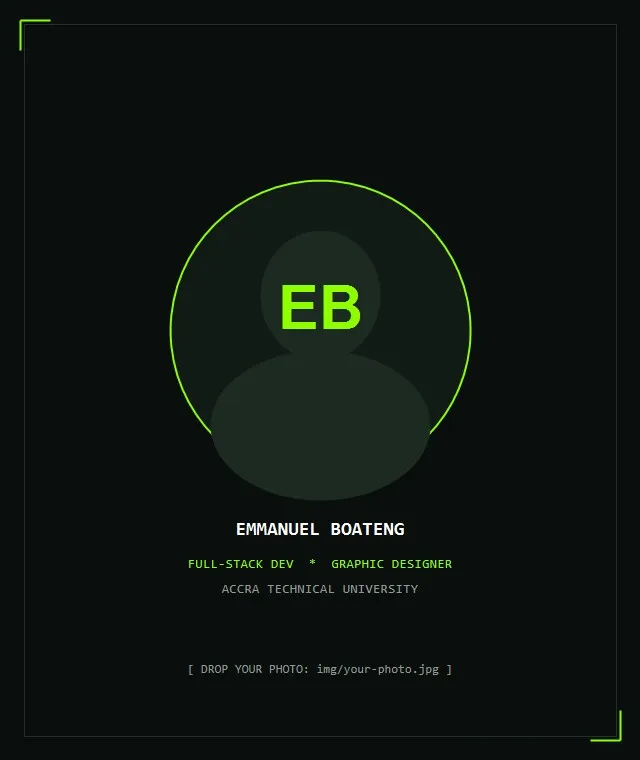 EB
EMMANUEL BOATENG
FULL-STACK DEV * GRAPHIC DESIGNER
ACCRA TECHNICAL UNIVERSITY
[ DROP YOUR PHOTO: img/your-photo.jpg ]